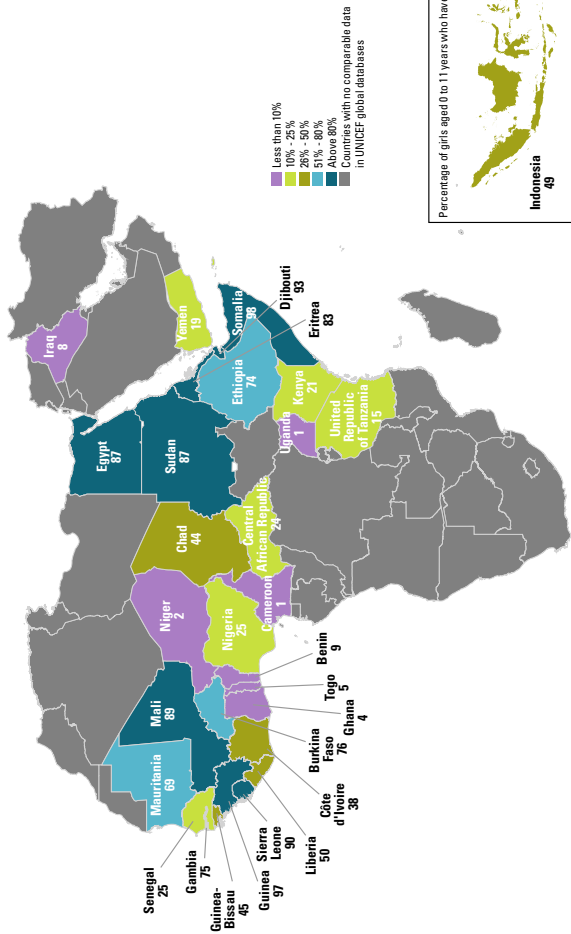 Senegal
25
Gambia
75
Guinea-
Bissau
45
Guinea
97
Sierra
Leone
90
Liberia
50
Côte
d'Ivoire
38
Burkina
Faso
76
Ghana
4
Togo
5
Benin
9
Mauritania
69
Mali
89
Niger
2
Nigeria
25
Cameroon
1
Chad
44
Central
African Republic
24
Egypt
87
Sudan
87
Ethiopia
74
Eritrea
83
Djibouti
93
Somalia
98
Uganda
1
Kenya
21
United
Republic
of Tanzania
15
Iraq
8
Yemen
19
Less than 10%
10% - 25%
26% - 50%
51% - 80%
Above 80%
Countries with no comparable data
in UNICEF global databases
Percentage of girls aged 0 to 11 years who have
Indonesia
49